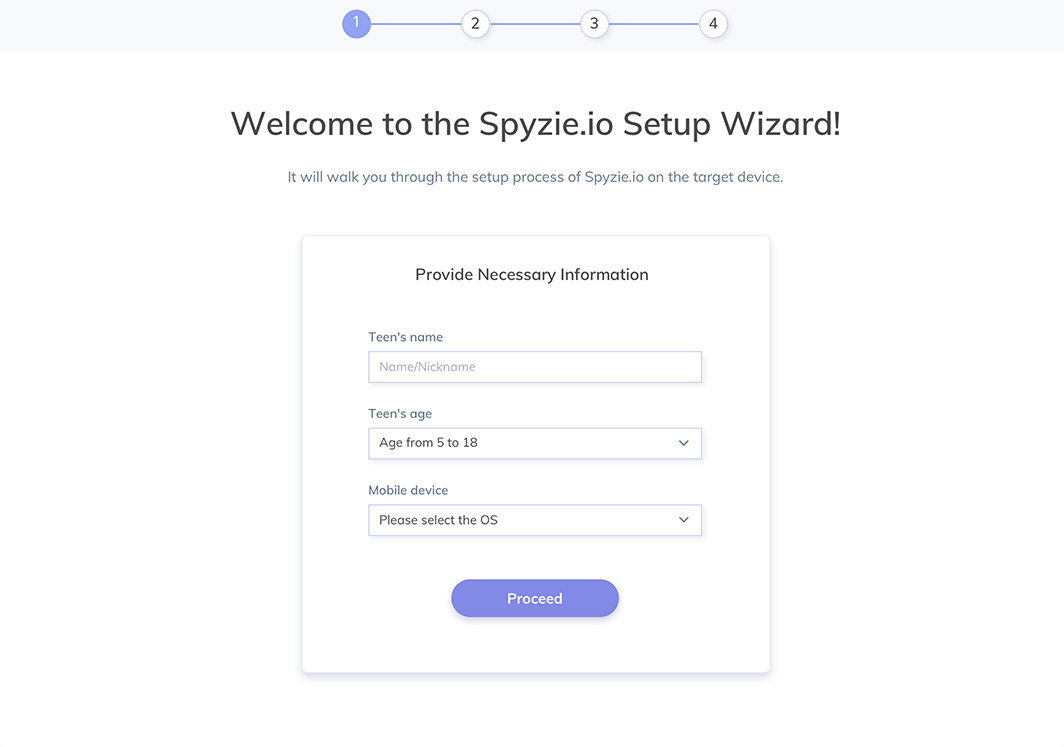 1 2 3 4
Welcome to the Spyzie.io Setup Wizard!
It will walk you through the setup process of Spyzie.io on the target device.
Provide Necessary Information
Teen's name
Name/Nickname
Teen's age
Age from 5 to 18
Mobile device
Please select the OS
Proceed